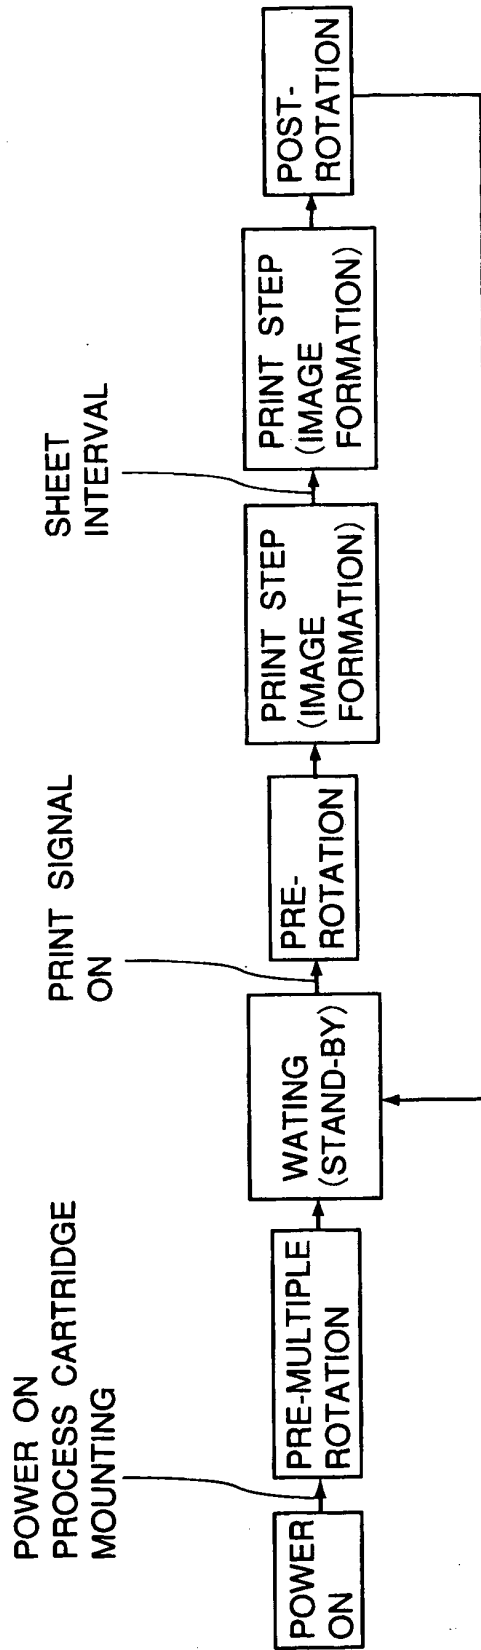 POWER ON
PROCESS CARTRIDGE
MOUNTING
PRINT SIGNAL
ON
SHEET
INTERVAL
POWER
ON
PRE-MULTIPLE
ROTATION
WATING
(STAND-BY)
PRE-
ROTATION
PRINT STEP
(IMAGE
FORMATION)
PRINT STEP
(IMAGE
FORMATION)
POST-
ROTATION